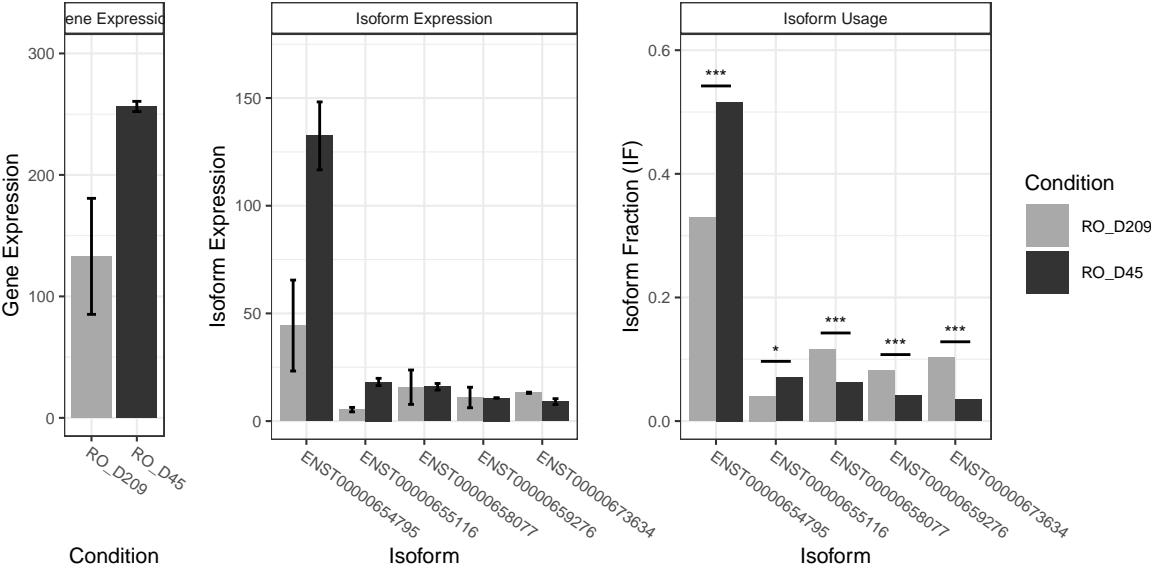 ene Expressio
Gene Expression
300
200
100
0
RO_D209
RO_D45
Condition
Isoform Expression
Isoform Expression
150
100
50
0
ENST00000654795
ENST00000655116
ENST00000658077
ENST00000659276
ENST00000673634
Isoform
Isoform Usage
Isoform Fraction (IF)
0.6
0.4
0.2
0.0
***
*
***
***
***
ENST00000654795
ENST00000655116
ENST00000658077
ENST00000659276
ENST00000673634
Isoform
Condition
RO_D209
RO_D45